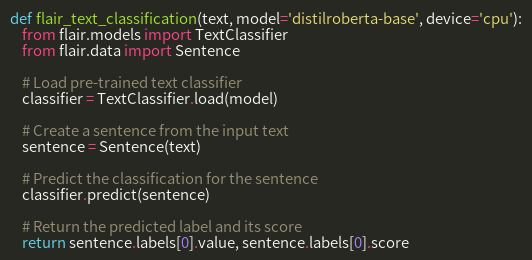 def flair_text_classification(text, model='distilroberta-base', device='cpu'):
from flair.models import TextClassifier
from flair.data import Sentence
# Load pre-trained text classifier
classifier = TextClassifier.load(model)
# Create a sentence from the input text
sentence = Sentence(text)
# Predict the classification for the sentence
classifier.predict(sentence)
# Return the predicted label and its score
return sentence.labels[0].value, sentence.labels[0].score